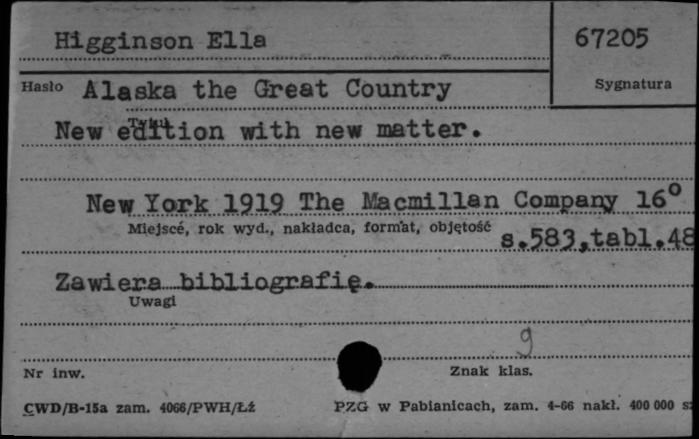 Higginson Ella
67205
Sygnatura
Hasło Alaska the Great Country
Tytuł
New edition with new matter.
New York 1919 The Macmillan Company 16°
Miejsce, rok wyd., nakładca, format, objętość
s.583,tabl.48
Zawiera bibliografię.
Uwagi
9
Nr inw.
Znak klas.
CWD/B-15a zam. 4066/PWH/Łź
PZG w Pabianicach, zam. 4-66 nakł. 400 000